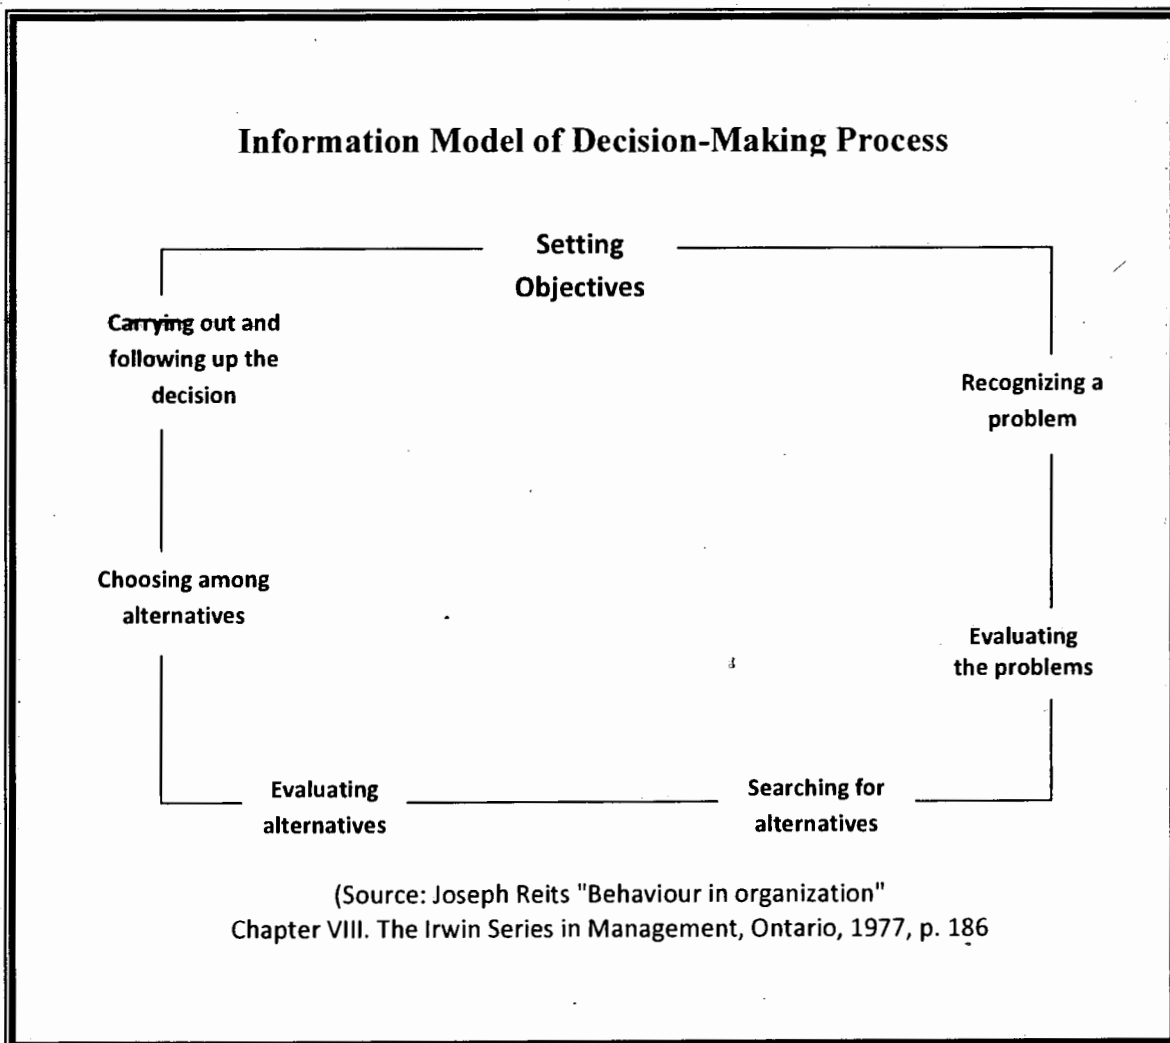 Information Model of Decision-Making Process
Setting
Objectives
Carrying out and
following up the
decision
Recognizing a
problem
Choosing among
alternatives
Evaluating
the problems
Evaluating
alternatives
Searching for
alternatives
(Source: Joseph Reits "Behaviour in organization"
Chapter VIII. The Irwin Series in Management, Ontario, 1977, p. 186